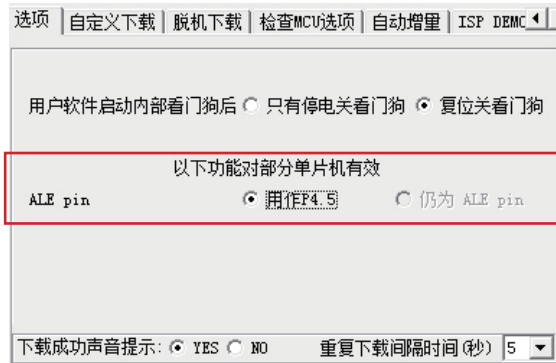 选项 自定义下载 脱机下载 检查MCU选项 自动增量 ISP DEMO
用户软件启动内部看门狗后 只有停电关看门狗 复位关看门狗
以下功能对部分单片机有效
ALE pin 用作P4.5 仍为 ALE pin
下载成功声音提示: YES NO 重复下载间隔时间(秒) 5